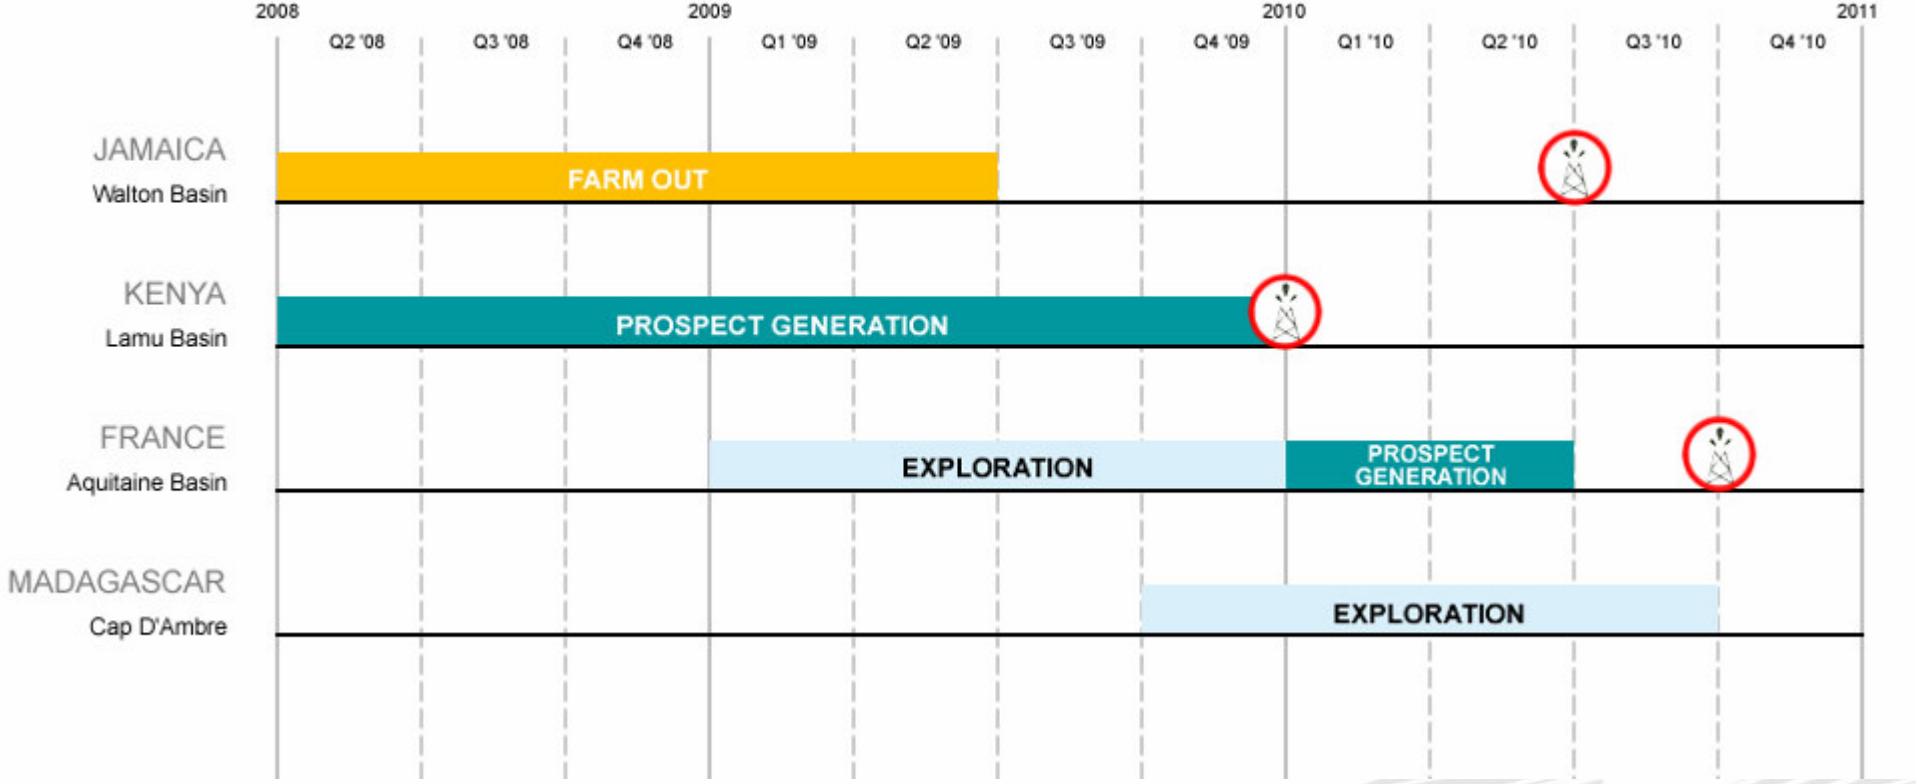 2008 2009 2010 2011
Q2 '08 Q3 '08 Q4 '08 Q1 '09 Q2 '09 Q3 '09 Q4 '09 Q1 '10 Q2 '10 Q3 '10 Q4 '10
JAMAICA
Walton Basin
FARM OUT
KENYA
Lamu Basin
PROSPECT GENERATION
FRANCE
Aquitaine Basin
EXPLORATION
PROSPECT
GENERATION
MADAGASCAR
Cap D'Ambre
EXPLORATION